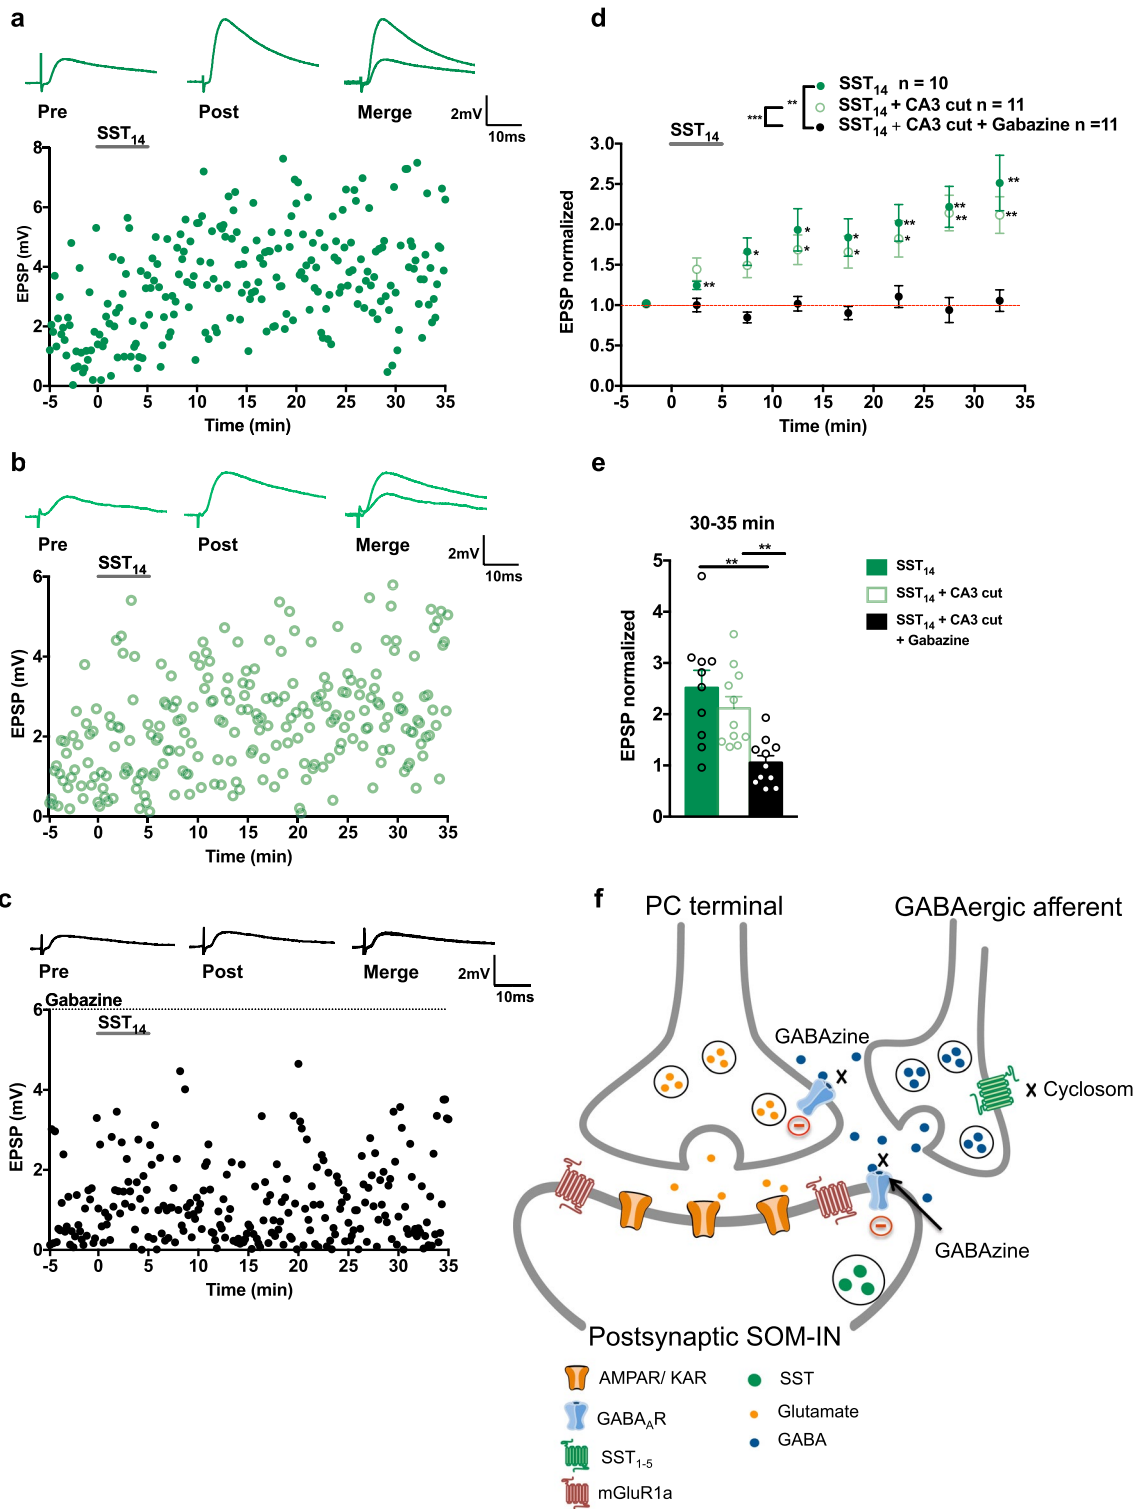 a
Pre
Post
Merge
2mV
10ms
SST14
EPSP (mV)
8
6
4
2
0
-5 0 5 10 15 20 25 30 35
Time (min)
b
Pre
Post
Merge
2mV
10ms
SST14
EPSP (mV)
6
4
2
0
-5 0 5 10 15 20 25 30 35
Time (min)
c
Pre
Post
Merge
2mV
10ms
Gabazine
SST14
EPSP (mV)
6
4
2
0
-5 0 5 10 15 20 25 30 35
Time (min)
d
SST14 n = 10
SST14 + CA3 cut n = 11
SST14 + CA3 cut + Gabazine n =11
**
***
SST14
EPSP normalized
3.0
2.5
2.0
1.5
1.0
0.5
0.0
** * * * * * ** * ** ** ** **
-5 0 5 10 15 20 25 30 35
Time (min)
e
30-35 min
**
**
EPSP normalized
5
4
3
2
1
0
SST14
SST14 + CA3 cut
SST14 + CA3 cut
+ Gabazine
f
PC terminal
GABAergic afferent
GABAzine
x
x Cyclosom
x
GABAzine
Postsynaptic SOM-IN
AMPAR/ KAR
GABAAR
SST1-5
mGluR1a
SST
Glutamate
GABA